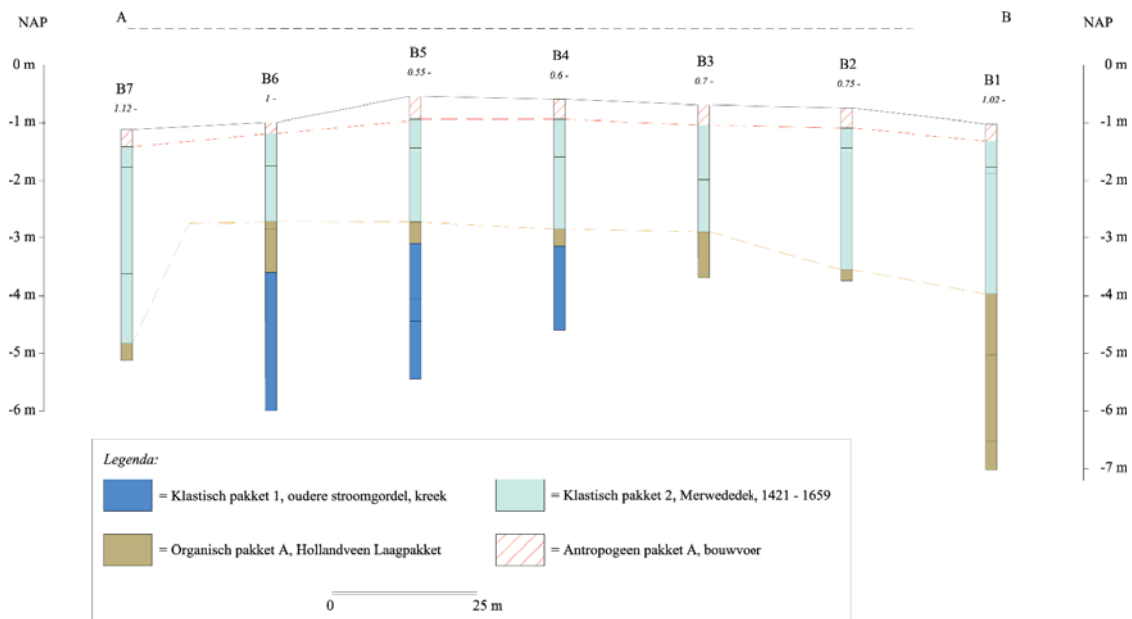 NAP A B NAP
0 m B7 B6 B5 B4 B3 B2 B1 0 m
1.12 - 1 - 0.55 - 0.6 - 0.7 - 0.75 - 1.02 -
-1 m -1 m
-2 m -2 m
-3 m -3 m
-4 m -4 m
-5 m -5 m
-6 m -6 m
-7 m
Legenda:
= Klastisch pakket 1, oudere stroomgordel, kreek = Klastisch pakket 2, Merwededek, 1421 - 1659
= Organisch pakket A, Hollandveen Laagpakket = Antropogeen pakket A, bouwvoor
0 25 m